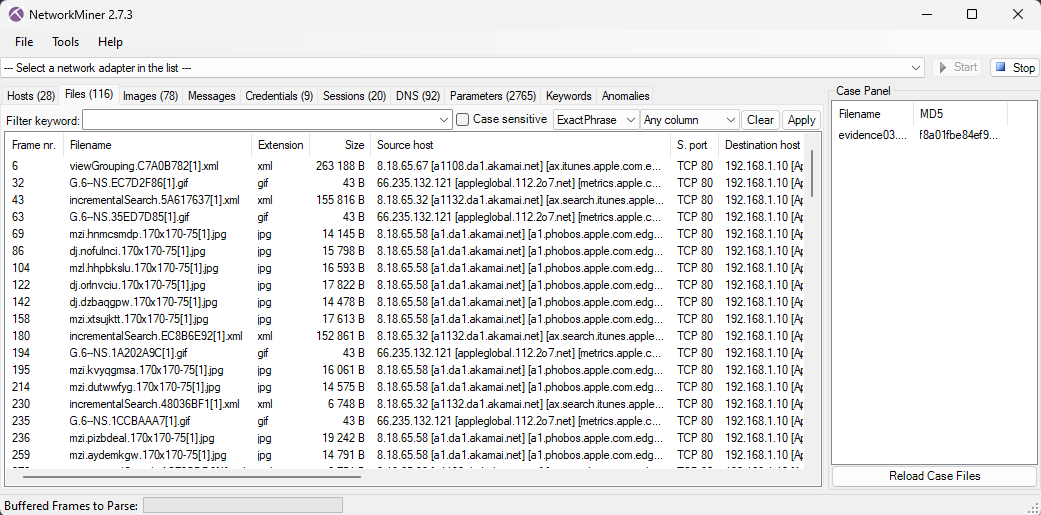 NetworkMiner 2.7.3
File Tools Help
--- Select a network adapter in the list ---
Start Stop
Hosts (28) Files (116) Images (78) Messages Credentials (9) Sessions (20) DNS (92) Parameters (2765) Keywords Anomalies
Filter keyword: Case sensitive ExactPhrase Any column Clear Apply
Frame nr. Filename Extension Size Source host S. port Destination host
6 viewGrouping.C7A0B782[1].xml xml 263 188 B 8.18.65.67 [a1108.da1.akamai.net] [ax.itunes.apple.com.e... TCP 80 192.168.1.10 [Ap
32 G.6--NS.EC7D2F86[1].gif gif 43 B 66.235.132.121 [appleglobal.112.2o7.net] [metrics.apple.c... TCP 80 192.168.1.10 [Ap
43 incrementalSearch.5A617637[1].xml xml 155 816 B 8.18.65.32 [a1132.da1.akamai.net] [ax.search.itunes.apple... TCP 80 192.168.1.10 [Ap
63 G.6--NS.35ED7D85[1].gif gif 43 B 66.235.132.121 [appleglobal.112.2o7.net] [metrics.apple.c... TCP 80 192.168.1.10 [Ap
69 mzi.hnmcsmdp.170x170-75[1].jpg jpg 14 145 B 8.18.65.58 [a1.da1.akamai.net] [a1.phobos.apple.com.edg... TCP 80 192.168.1.10 [Ap
86 dj.nofulnci.170x170-75[1].jpg jpg 15 798 B 8.18.65.58 [a1.da1.akamai.net] [a1.phobos.apple.com.edg... TCP 80 192.168.1.10 [Ap
104 mzl.hhpbkslu.170x170-75[1].jpg jpg 16 593 B 8.18.65.58 [a1.da1.akamai.net] [a1.phobos.apple.com.edg... TCP 80 192.168.1.10 [Ap
122 dj.orhnvciu.170x170-75[1].jpg jpg 17 822 B 8.18.65.58 [a1.da1.akamai.net] [a1.phobos.apple.com.edg... TCP 80 192.168.1.10 [Ap
142 dj.dzbaqgpw.170x170-75[1].jpg jpg 14 478 B 8.18.65.58 [a1.da1.akamai.net] [a1.phobos.apple.com.edg... TCP 80 192.168.1.10 [Ap
158 mzi.xtsujktt.170x170-75[1].jpg jpg 17 613 B 8.18.65.58 [a1.da1.akamai.net] [a1.phobos.apple.com.edg... TCP 80 192.168.1.10 [Ap
180 incrementalSearch.EC8B6E92[1].xml xml 152 861 B 8.18.65.32 [a1132.da1.akamai.net] [ax.search.itunes.apple... TCP 80 192.168.1.10 [Ap
194 G.6--NS.1A202A9C[1].gif gif 43 B 66.235.132.121 [appleglobal.112.2o7.net] [metrics.apple.c... TCP 80 192.168.1.10 [Ap
195 mzi.kvyqgmsa.170x170-75[1].jpg jpg 16 061 B 8.18.65.58 [a1.da1.akamai.net] [a1.phobos.apple.com.edg... TCP 80 192.168.1.10 [Ap
214 mzi.dutwwfyg.170x170-75[1].jpg jpg 14 575 B 8.18.65.58 [a1.da1.akamai.net] [a1.phobos.apple.com.edg... TCP 80 192.168.1.10 [Ap
230 incrementalSearch.48036BF1[1].xml xml 6 748 B 8.18.65.32 [a1132.da1.akamai.net] [ax.search.itunes.apple... TCP 80 192.168.1.10 [Ap
235 G.6--NS.1CCBAAA7[1].gif gif 43 B 66.235.132.121 [appleglobal.112.2o7.net] [metrics.apple.c... TCP 80 192.168.1.10 [Ap
236 mzi.pizbdeal.170x170-75[1].jpg jpg 19 242 B 8.18.65.58 [a1.da1.akamai.net] [a1.phobos.apple.com.edg... TCP 80 192.168.1.10 [Ap
259 mzi.aydemkgw.170x170-75[1].jpg jpg 14 791 B 8.18.65.58 [a1.da1.akamai.net] [a1.phobos.apple.com.edg... TCP 80 192.168.1.10 [Ap
Case Panel
Filename MD5
evidence03.... f8a01fbe84ef9...
Reload Case Files
Buffered Frames to Parse: